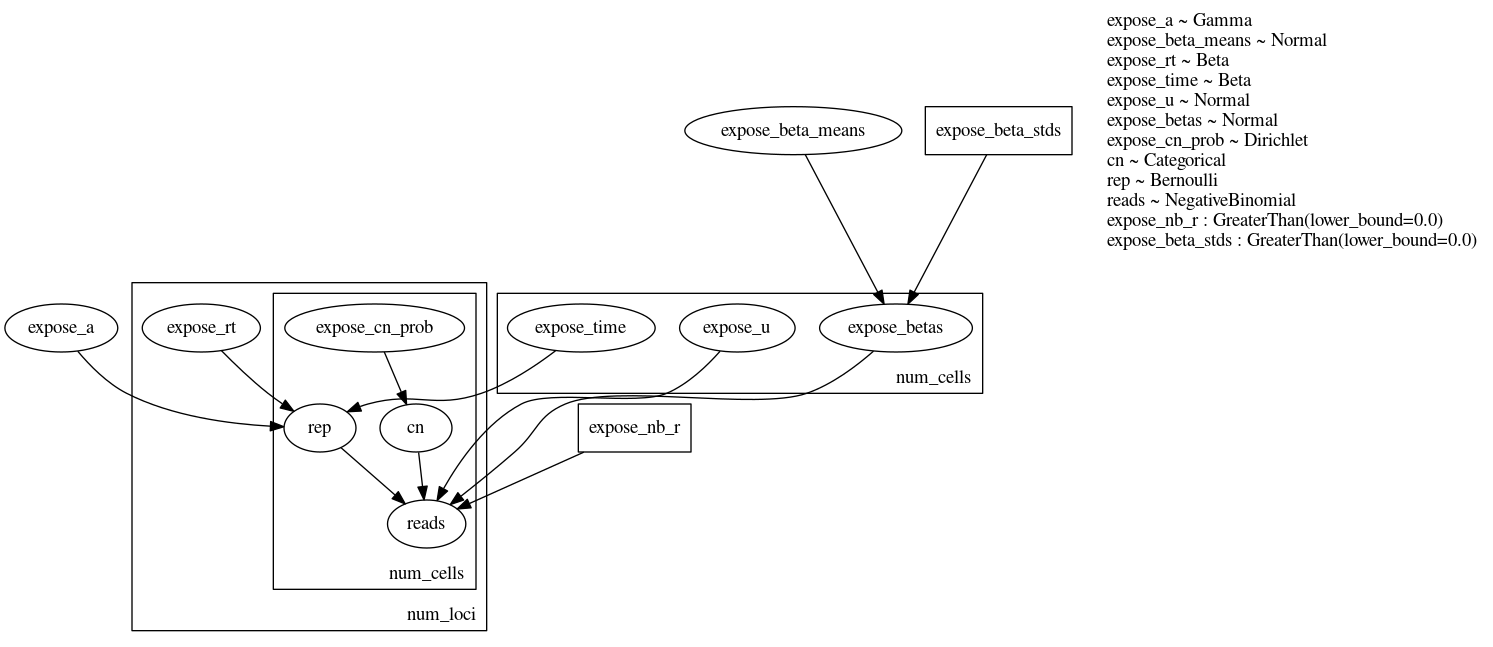 expose_a ~ Gamma
expose_beta_means ~ Normal
expose_rt ~ Beta
expose_time ~ Beta
expose_u ~ Normal
expose_betas ~ Normal
expose_cn_prob ~ Dirichlet
cn ~ Categorical
rep ~ Bernoulli
reads ~ NegativeBinomial
expose_nb_r : GreaterThan(lower_bound=0.0)
expose_beta_stds : GreaterThan(lower_bound=0.0)
expose_beta_means
expose_beta_stds
expose_a
expose_rt
expose_cn_prob
expose_time
expose_u
expose_betas
num_cells
rep
cn
expose_nb_r
reads
num_cells
num_loci